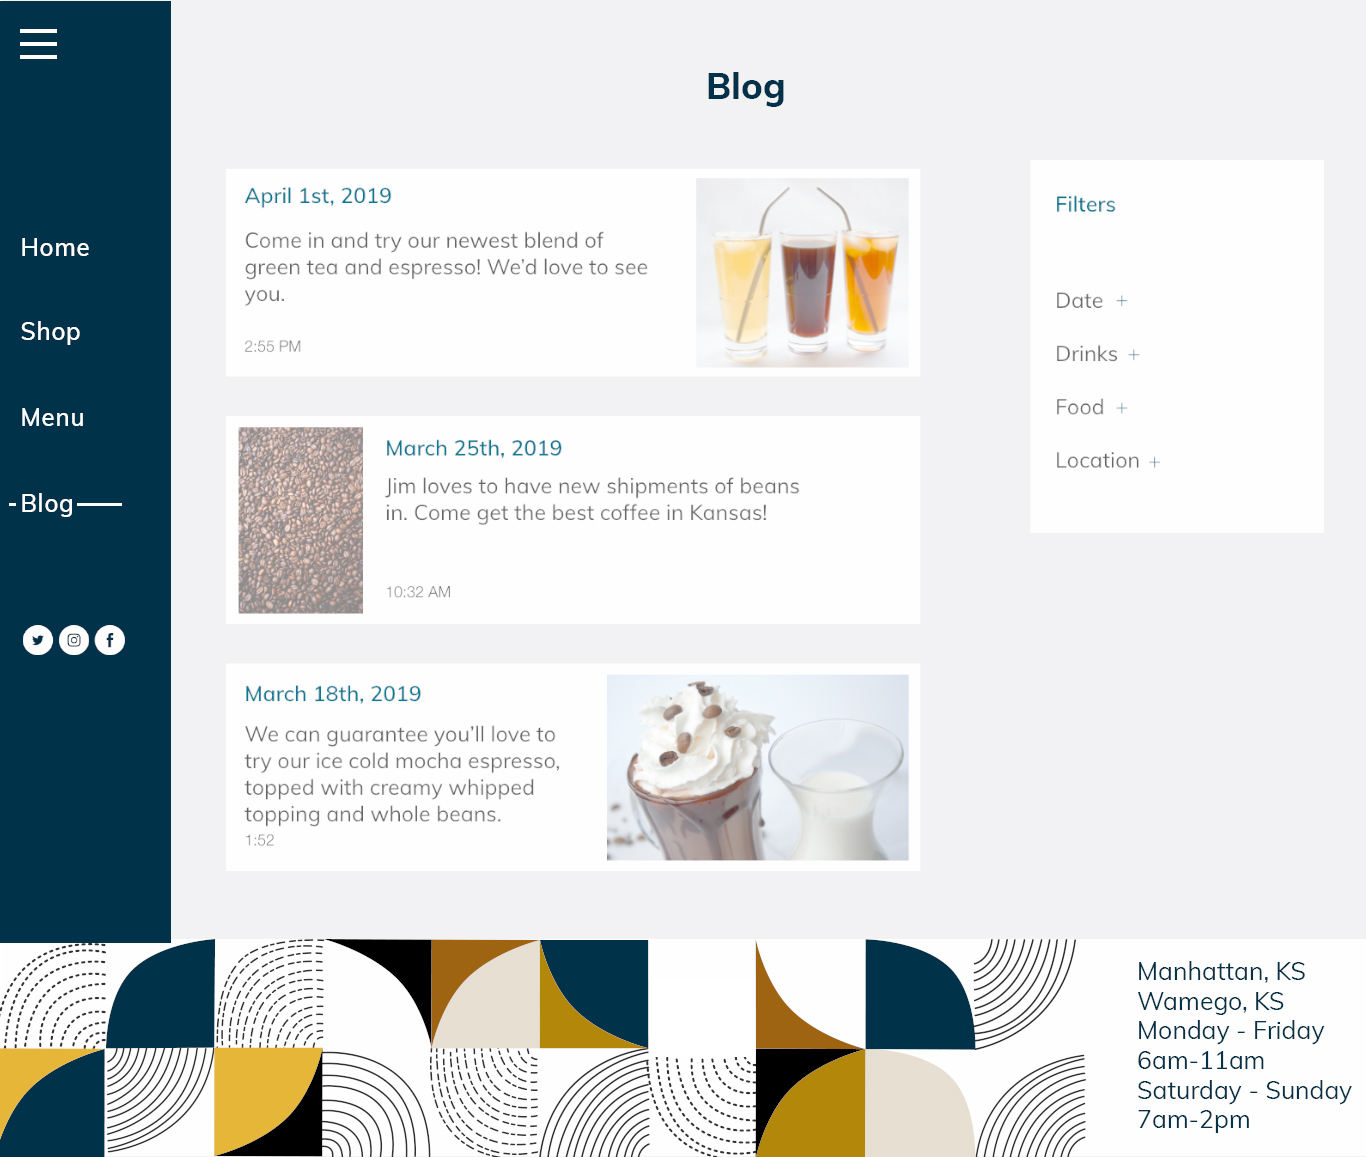 Blog
Home
Shop
Menu
Blog
April 1st, 2019
Come in and try our newest blend of
green tea and espresso! We’d love to see
you.
2:55 PM
March 25th, 2019
Jim loves to have new shipments of beans
in. Come get the best coffee in Kansas!
10:32 AM
March 18th, 2019
We can guarantee you’ll love to
try our ice cold mocha espresso,
topped with creamy whipped
topping and whole beans.
1:52
Filters
Date +
Drinks +
Food +
Location +
Manhattan, KS
Wamego, KS
Monday - Friday
6am-11am
Saturday - Sunday
7am-2pm